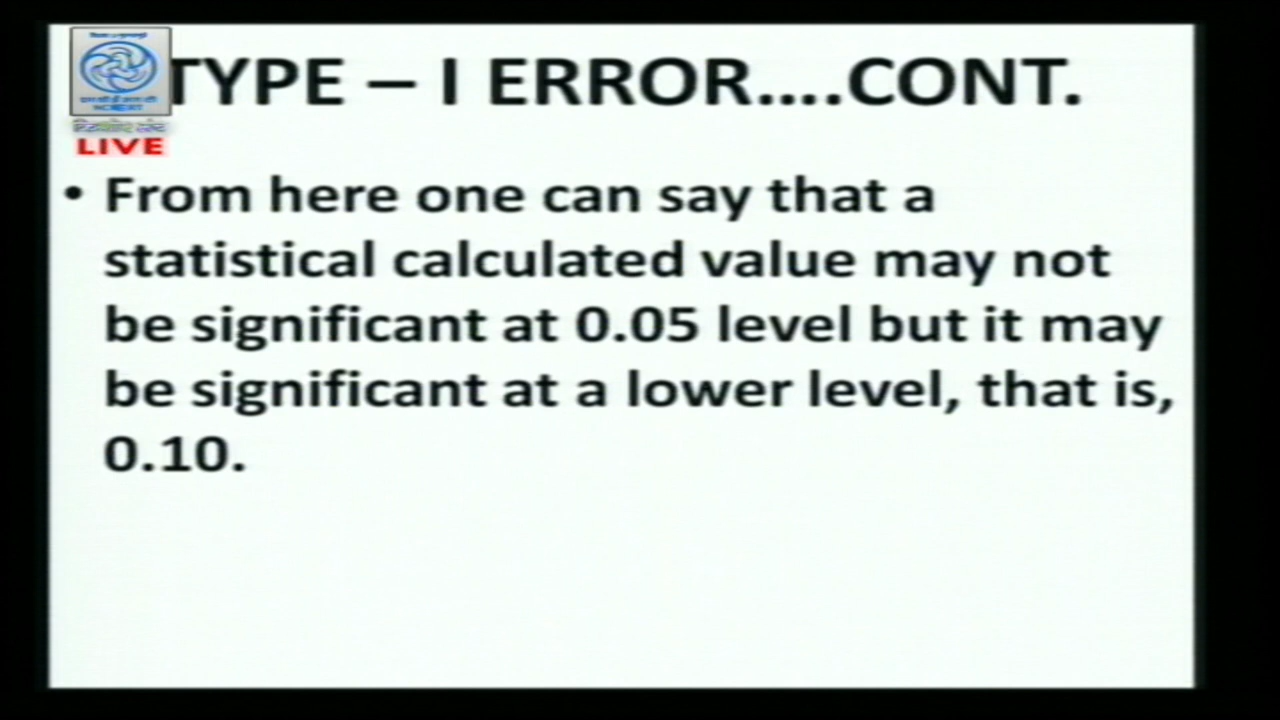 TYPE – I ERROR....CONT.
LIVE
• From here one can say that a
statistical calculated value may not
be significant at 0.05 level but it may
be significant at a lower level, that is,
0.10.